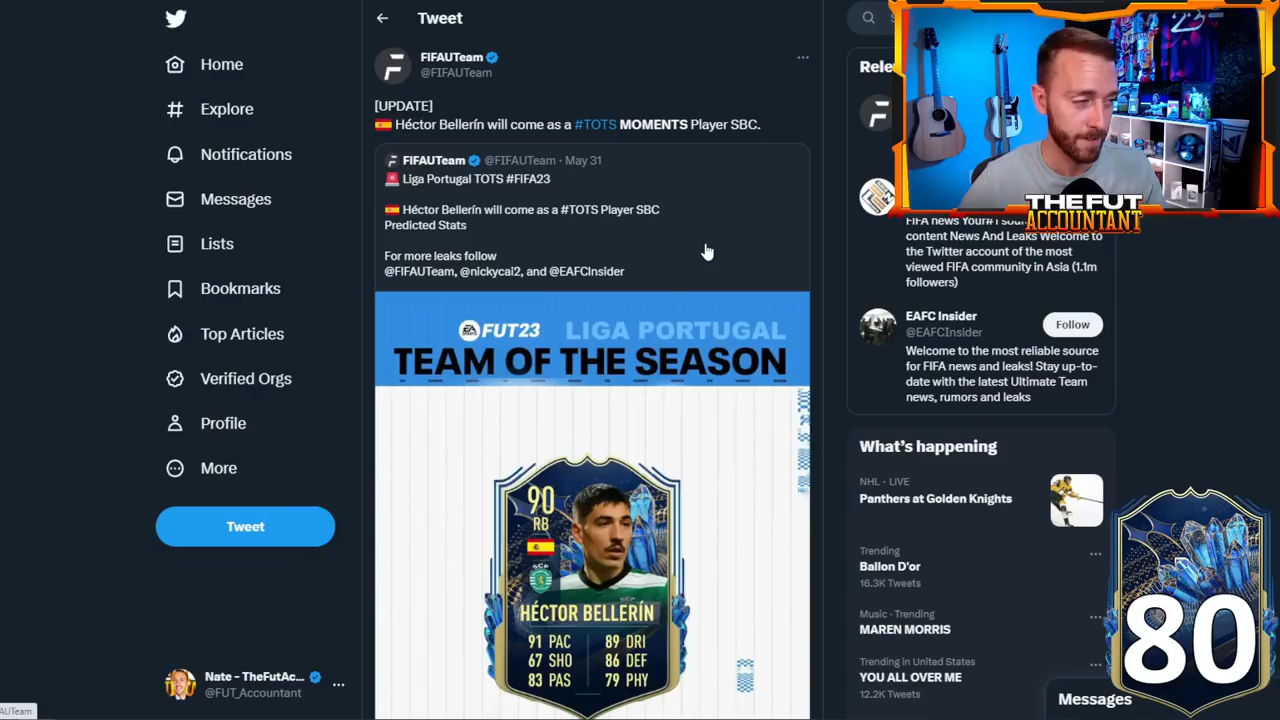 Home
Explore
Notifications
Messages
Lists
Bookmarks
Top Articles
Verified Orgs
Profile
More
Tweet
Nate - TheFutAc...
@FUT_Accountant
Tweet
FIFAUTeam
@FIFAUTeam
[UPDATE]
Héctor Bellerín will come as a #TOTS MOMENTS Player SBC.
FIFAUTeam @FIFAUTeam · May 31
Liga Portugal TOTS #FIFA23
Héctor Bellerín will come as a #TOTS Player SBC
Predicted Stats
For more leaks follow
@FIFAUTeam, @nickycai2, and @EAFCInsider
EA SPORTS FUT23 LIGA PORTUGAL
TEAM OF THE SEASON
90
RB
SCP
HÉCTOR BELLERÍN
91 PAC 89 DRI
67 SHO 86 DEF
83 PAS 79 PHY
THE FUT
ACCOUNTANT
content News And Leaks Welcome to
the Twitter account of the most
viewed FIFA community in Asia (1.1m
followers)
EAFC Insider
@EAFCInsider
Follow
Welcome to the most reliable source
for FIFA news and leaks! Stay up-to-
date with the latest Ultimate Team
news, rumors and leaks
What's happening
NHL · LIVE
Panthers at Golden Knights
Trending
Ballon D'or
16.3K Tweets
Music · Trending
MAREN MORRIS
Trending in United States
YOU ALL OVER ME
12.2K Tweets
Messages
80